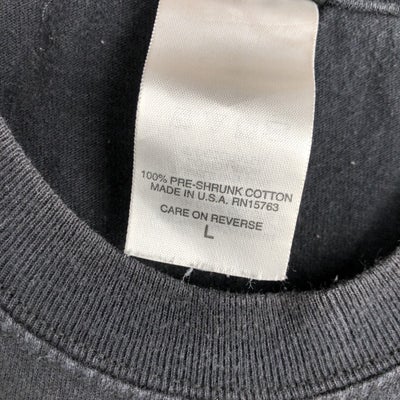 100% PRE-SHRUNK COTTON
MADE IN U.S.A. RN15763
CARE ON REVERSE
L